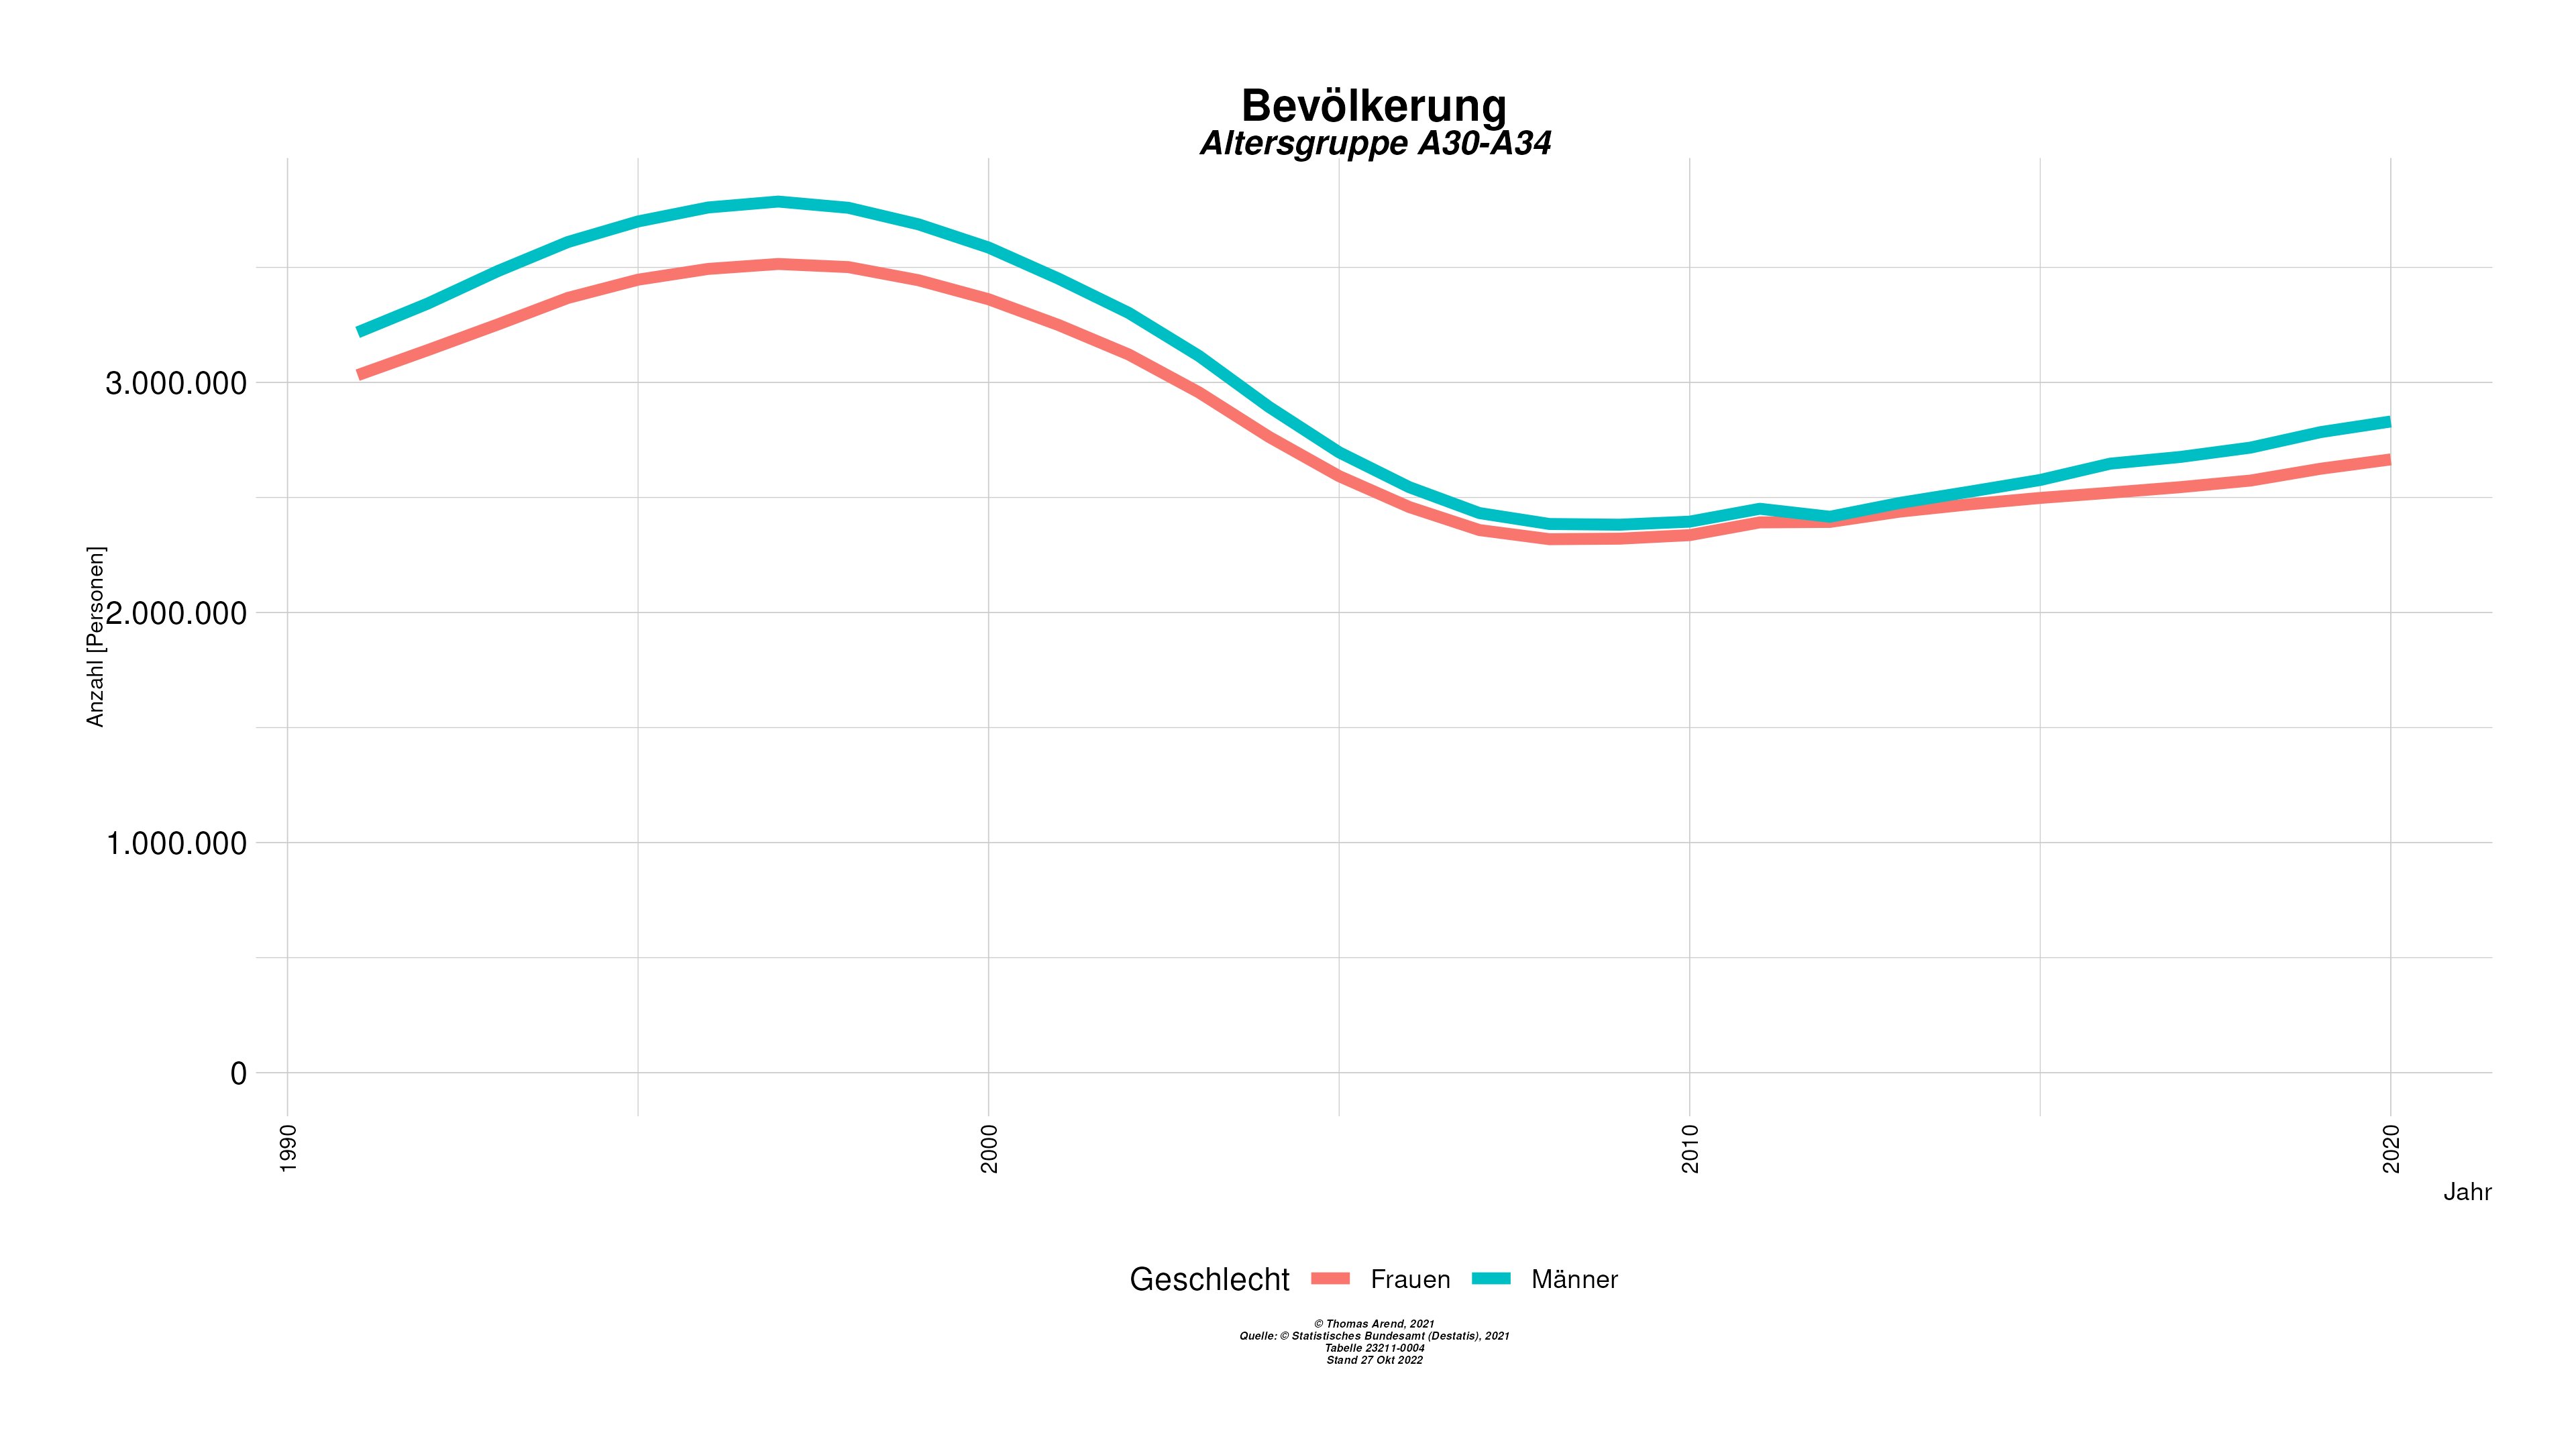 Bevölkerung
Altersgruppe A30-A34
Anzahl [Personen]
3.000.000
2.000.000
1.000.000
0
1990
2000
2010
2020
Jahr
Geschlecht Frauen Männer
© Thomas Arend, 2021
Quelle: © Statistisches Bundesamt (Destatis), 2021
Tabelle 23211-0004
Stand 27 Okt 2022